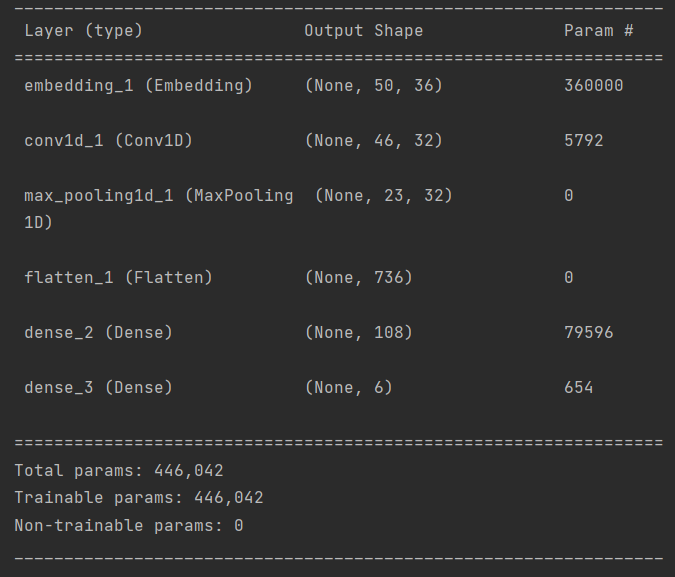 _________________________________________________________________
Layer (type) Output Shape Param #
=================================================================
embedding_1 (Embedding) (None, 50, 36) 360000
conv1d_1 (Conv1D) (None, 46, 32) 5792
max_pooling1d_1 (MaxPooling (None, 23, 32) 0
1D)
flatten_1 (Flatten) (None, 736) 0
dense_2 (Dense) (None, 108) 79596
dense_3 (Dense) (None, 6) 654
=================================================================
Total params: 446,042
Trainable params: 446,042
Non-trainable params: 0
_________________________________________________________________